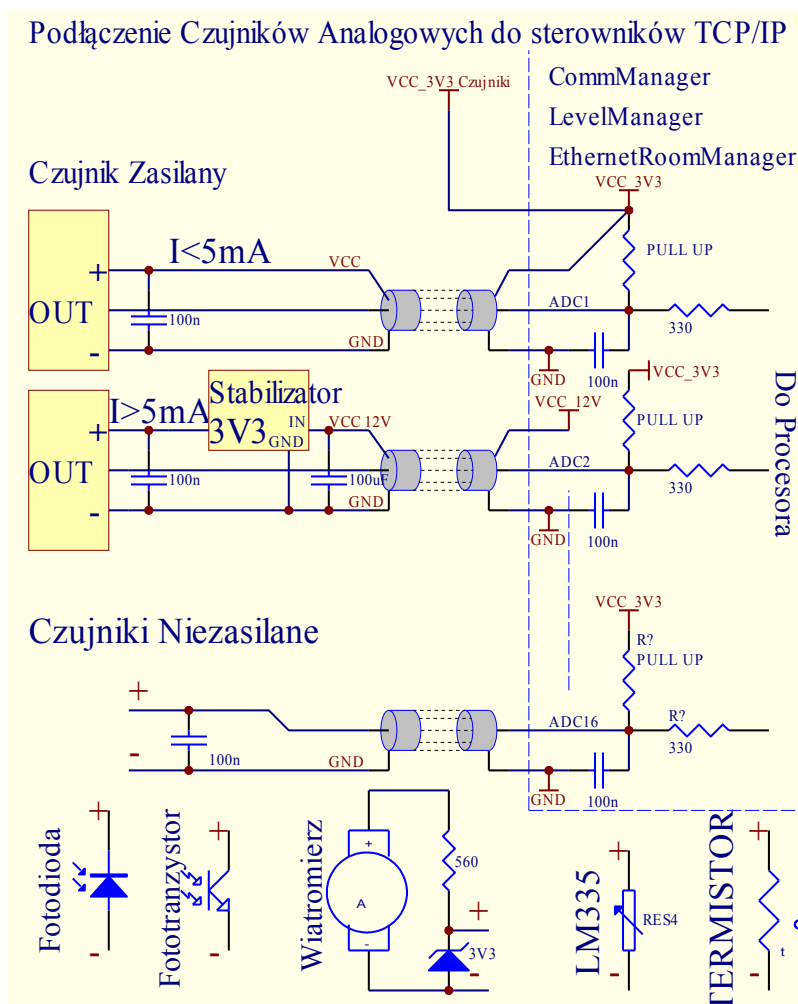 Podłączenie Czujników Analogowych do sterowników TCP/IP
VCC_3V3 Czujniki
CommManager
LevelManager
EthernetRoomManager
Czujnik Zasilany
VCC_3V3
PULL UP
I<5mA
VCC
+
OUT
-
100n
GND
ADC1
330
GND
100n
VCC_3V3
Stabilizator
3V3
IN
GND
I>5mA
VCC 12V
VCC_12V
PULL UP
+
OUT
-
100n
100uF
GND
ADC2
330
GND
100n
Do Procesora
Czujniki Niezasilane
VCC_3V3
R?
PULL UP
+
-
100n
GND
ADC16
R?
330
GND
100n
Fotodioda
+
-
Fototranzystor
+
-
Wiatromierz
+
A
-
560
+
3V3
-
LM335
+
RES4
-
TERMISTOR
+
t
-